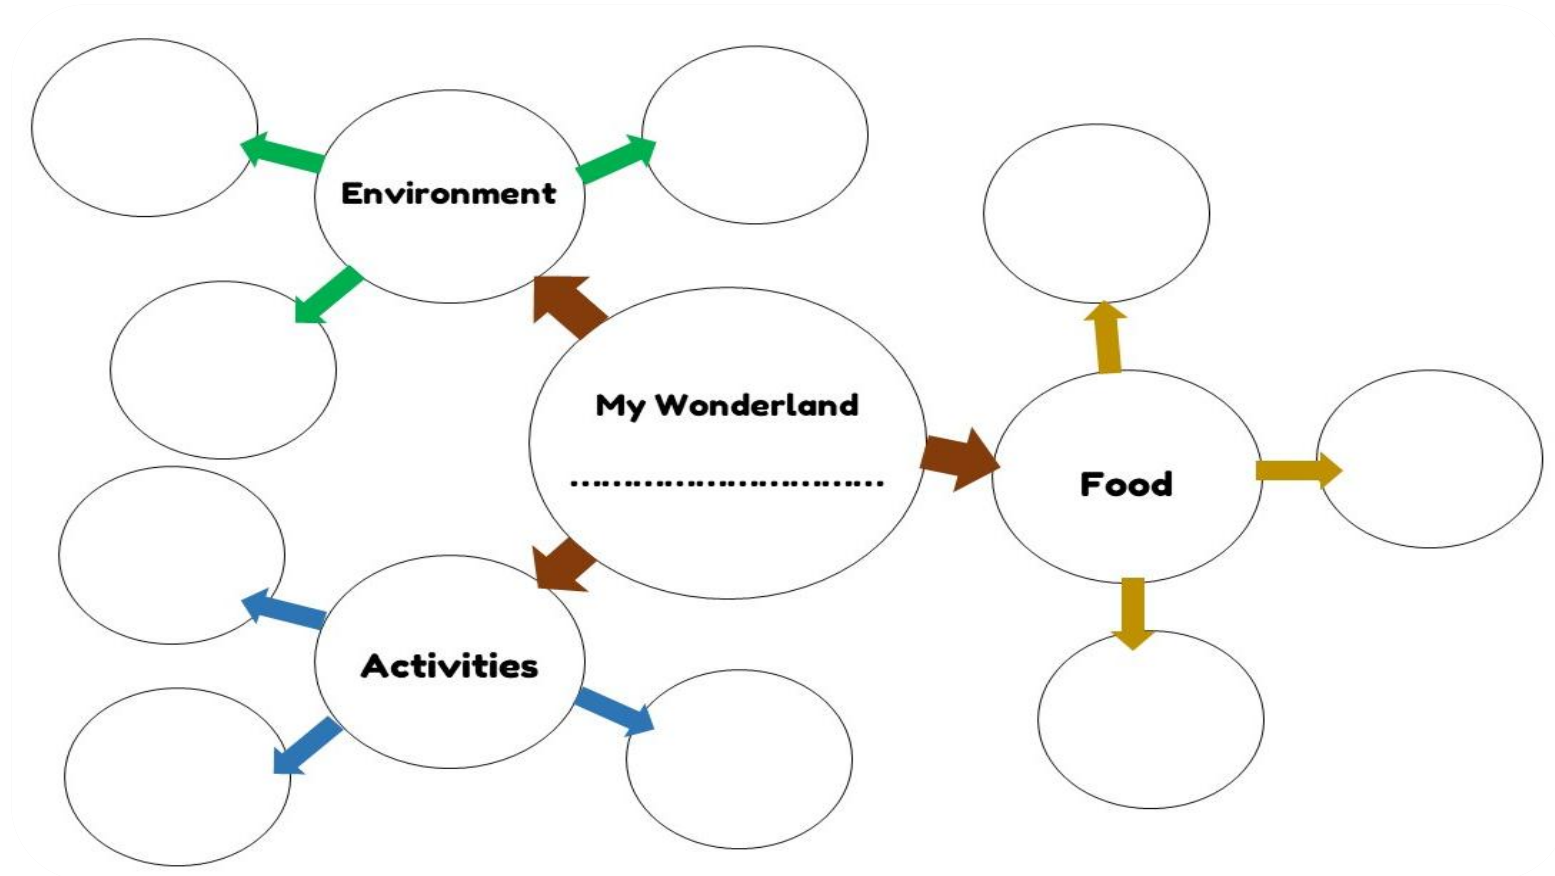 Environment
My Wonderland
..............................
Food
Activities